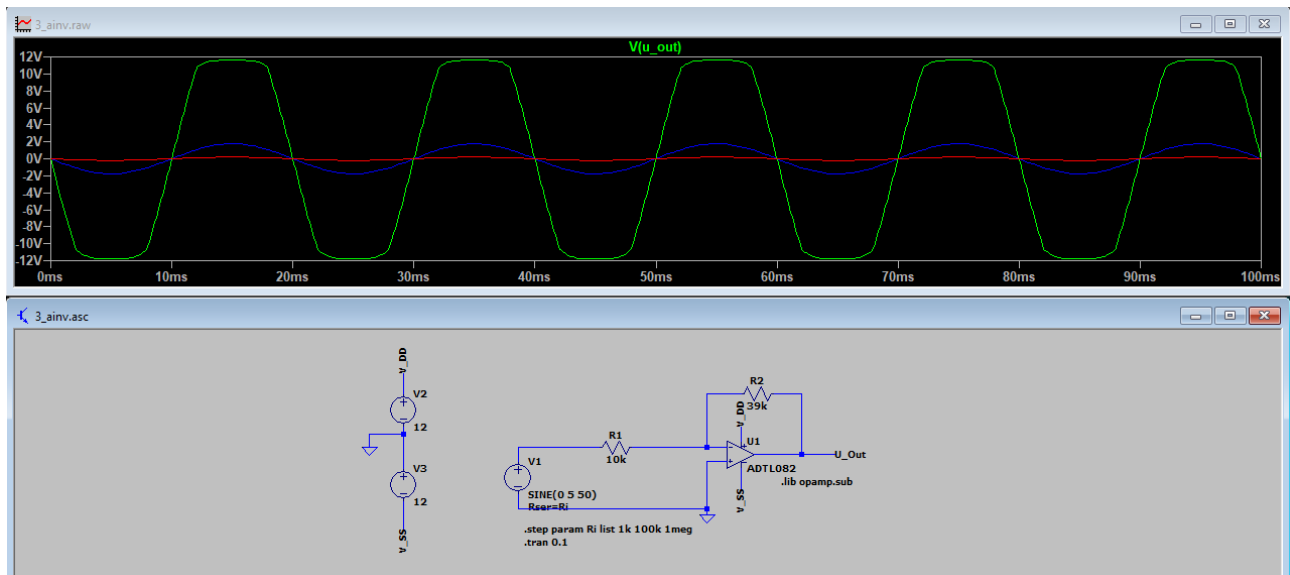 3_ainv.raw
V(u_out)
12V
10V
8V
6V
4V
2V
0V
-2V
-4V
-6V
-8V
-10V
-12V
0ms 10ms 20ms 30ms 40ms 50ms 60ms 70ms 80ms 90ms 100ms
3_ainv.asc
V_DD
V2
12
V3
12
V_SS
V1
SINE(0 5 50)
Rser=Ri
R1
10k
R2
39k
V_DD
U1
ADTL082
V_SS
U_Out
.lib opamp.sub
.step param Ri list 1k 100k 1meg
.tran 0.1